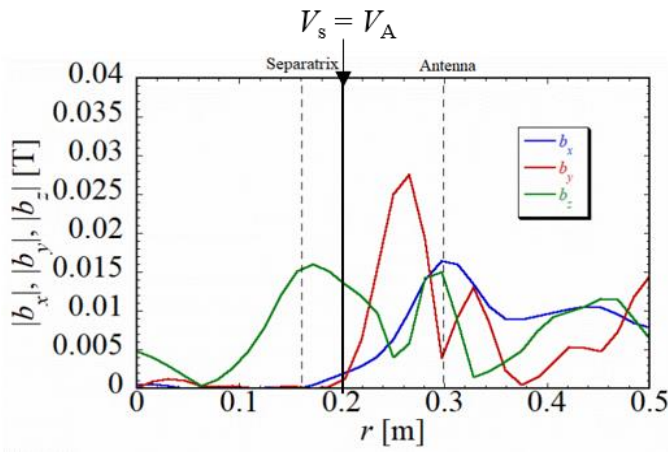 V_s = V_A
Separatrix
Antenna
|b_x|, |b_y|, |b_z| [T]
0.04
0.035
0.03
0.025
0.02
0.015
0.01
0.005
0
b_x
b_y
b_z
0
0.1
0.2
0.3
0.4
0.5
r [m]